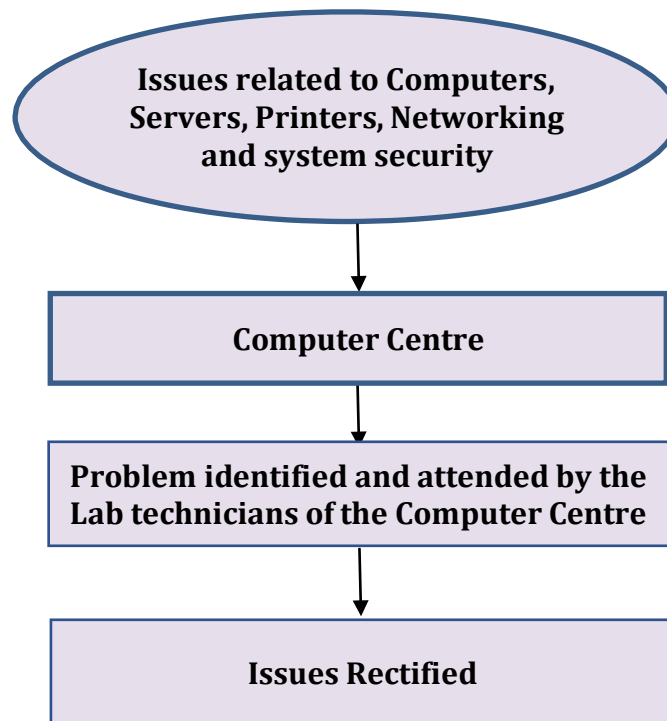 Issues related to Computers,
Servers, Printers, Networking
and system security
Computer Centre
Problem identified and attended by the
Lab technicians of the Computer Centre
Issues Rectified